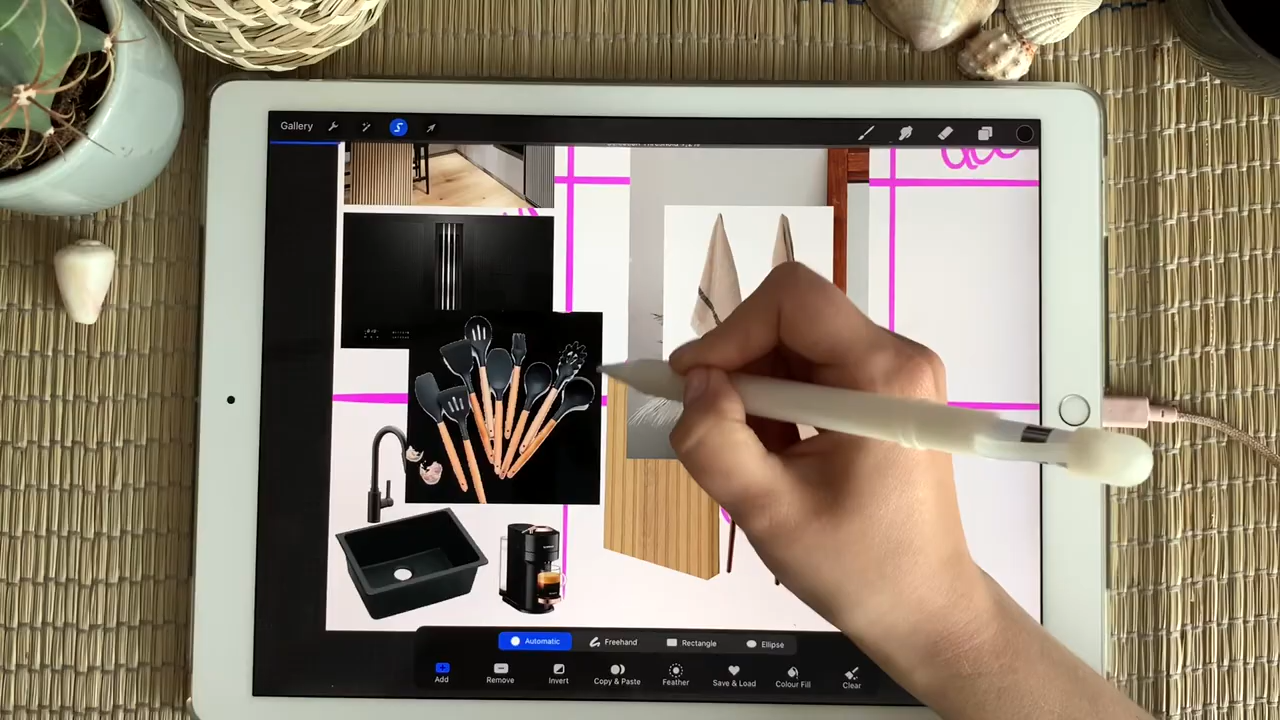 Gallery
Automatic
Freehand
Rectangle
Ellipse
Add
Remove
Invert
Copy & Paste
Feather
Save & Load
Colour Fill
Clear